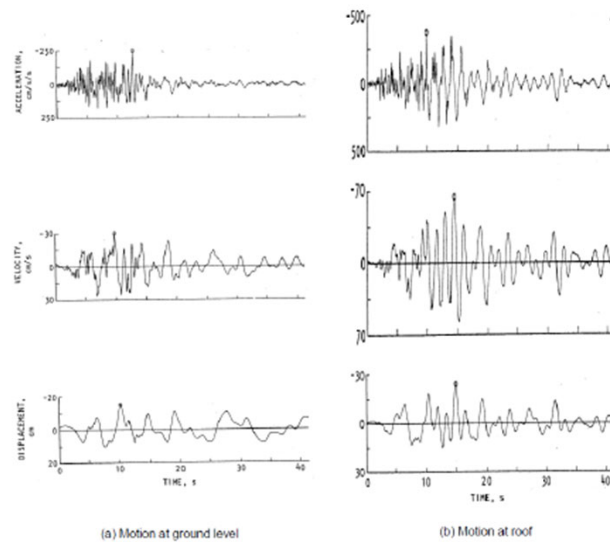 -250
0
250
ACCELERATION,
cm/s/s
-30
0
30
VELOCITY,
cm/s
-20
0
20
DISPLACEMENT,
cm
0
10
20
30
40
TIME, s
(a) Motion at ground level
-500
0
500
-70
0
70
-30
0
30
0
10
20
30
40
TIME, s
(b) Motion at roof